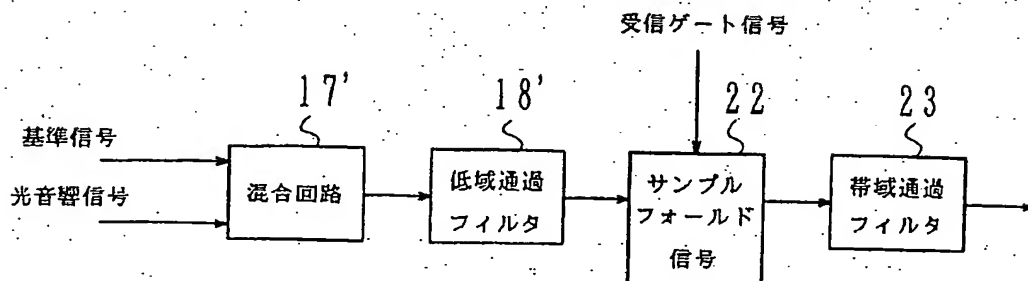 受信ゲート信号
17'
18'
22
23
基準信号
光音響信号
混合回路
低域通過
フィルタ
サンプル
フォールド
信号
帯域通過
フィルタ